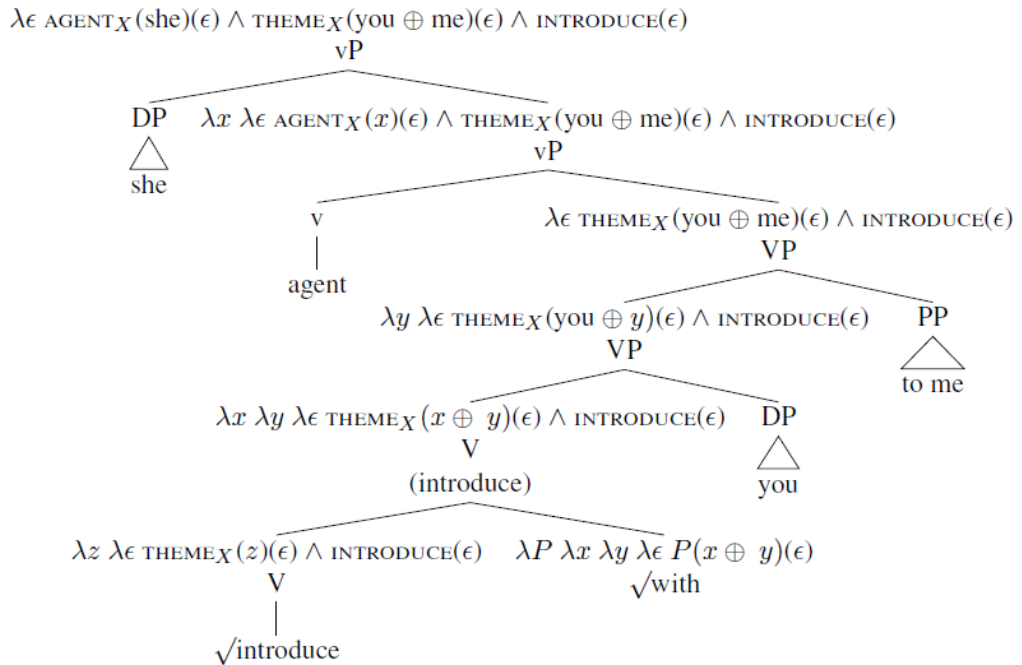 λϵ AGENT_X(she)(ϵ) ∧ THEME_X(you ⊕ me)(ϵ) ∧ INTRODUCE(ϵ)
vP
DP λx λϵ AGENT_X(x)(ϵ) ∧ THEME_X(you ⊕ me)(ϵ) ∧ INTRODUCE(ϵ)
vP
she
v λϵ THEME_X(you ⊕ me)(ϵ) ∧ INTRODUCE(ϵ)
VP
agent
λy λϵ THEME_X(you ⊕ y)(ϵ) ∧ INTRODUCE(ϵ) PP
VP
to me
λx λy λϵ THEME_X(x ⊕ y)(ϵ) ∧ INTRODUCE(ϵ) DP
V
(introduce) you
λz λϵ THEME_X(z)(ϵ) ∧ INTRODUCE(ϵ) λP λx λy λϵ P(x ⊕ y)(ϵ)
V √with
√introduce